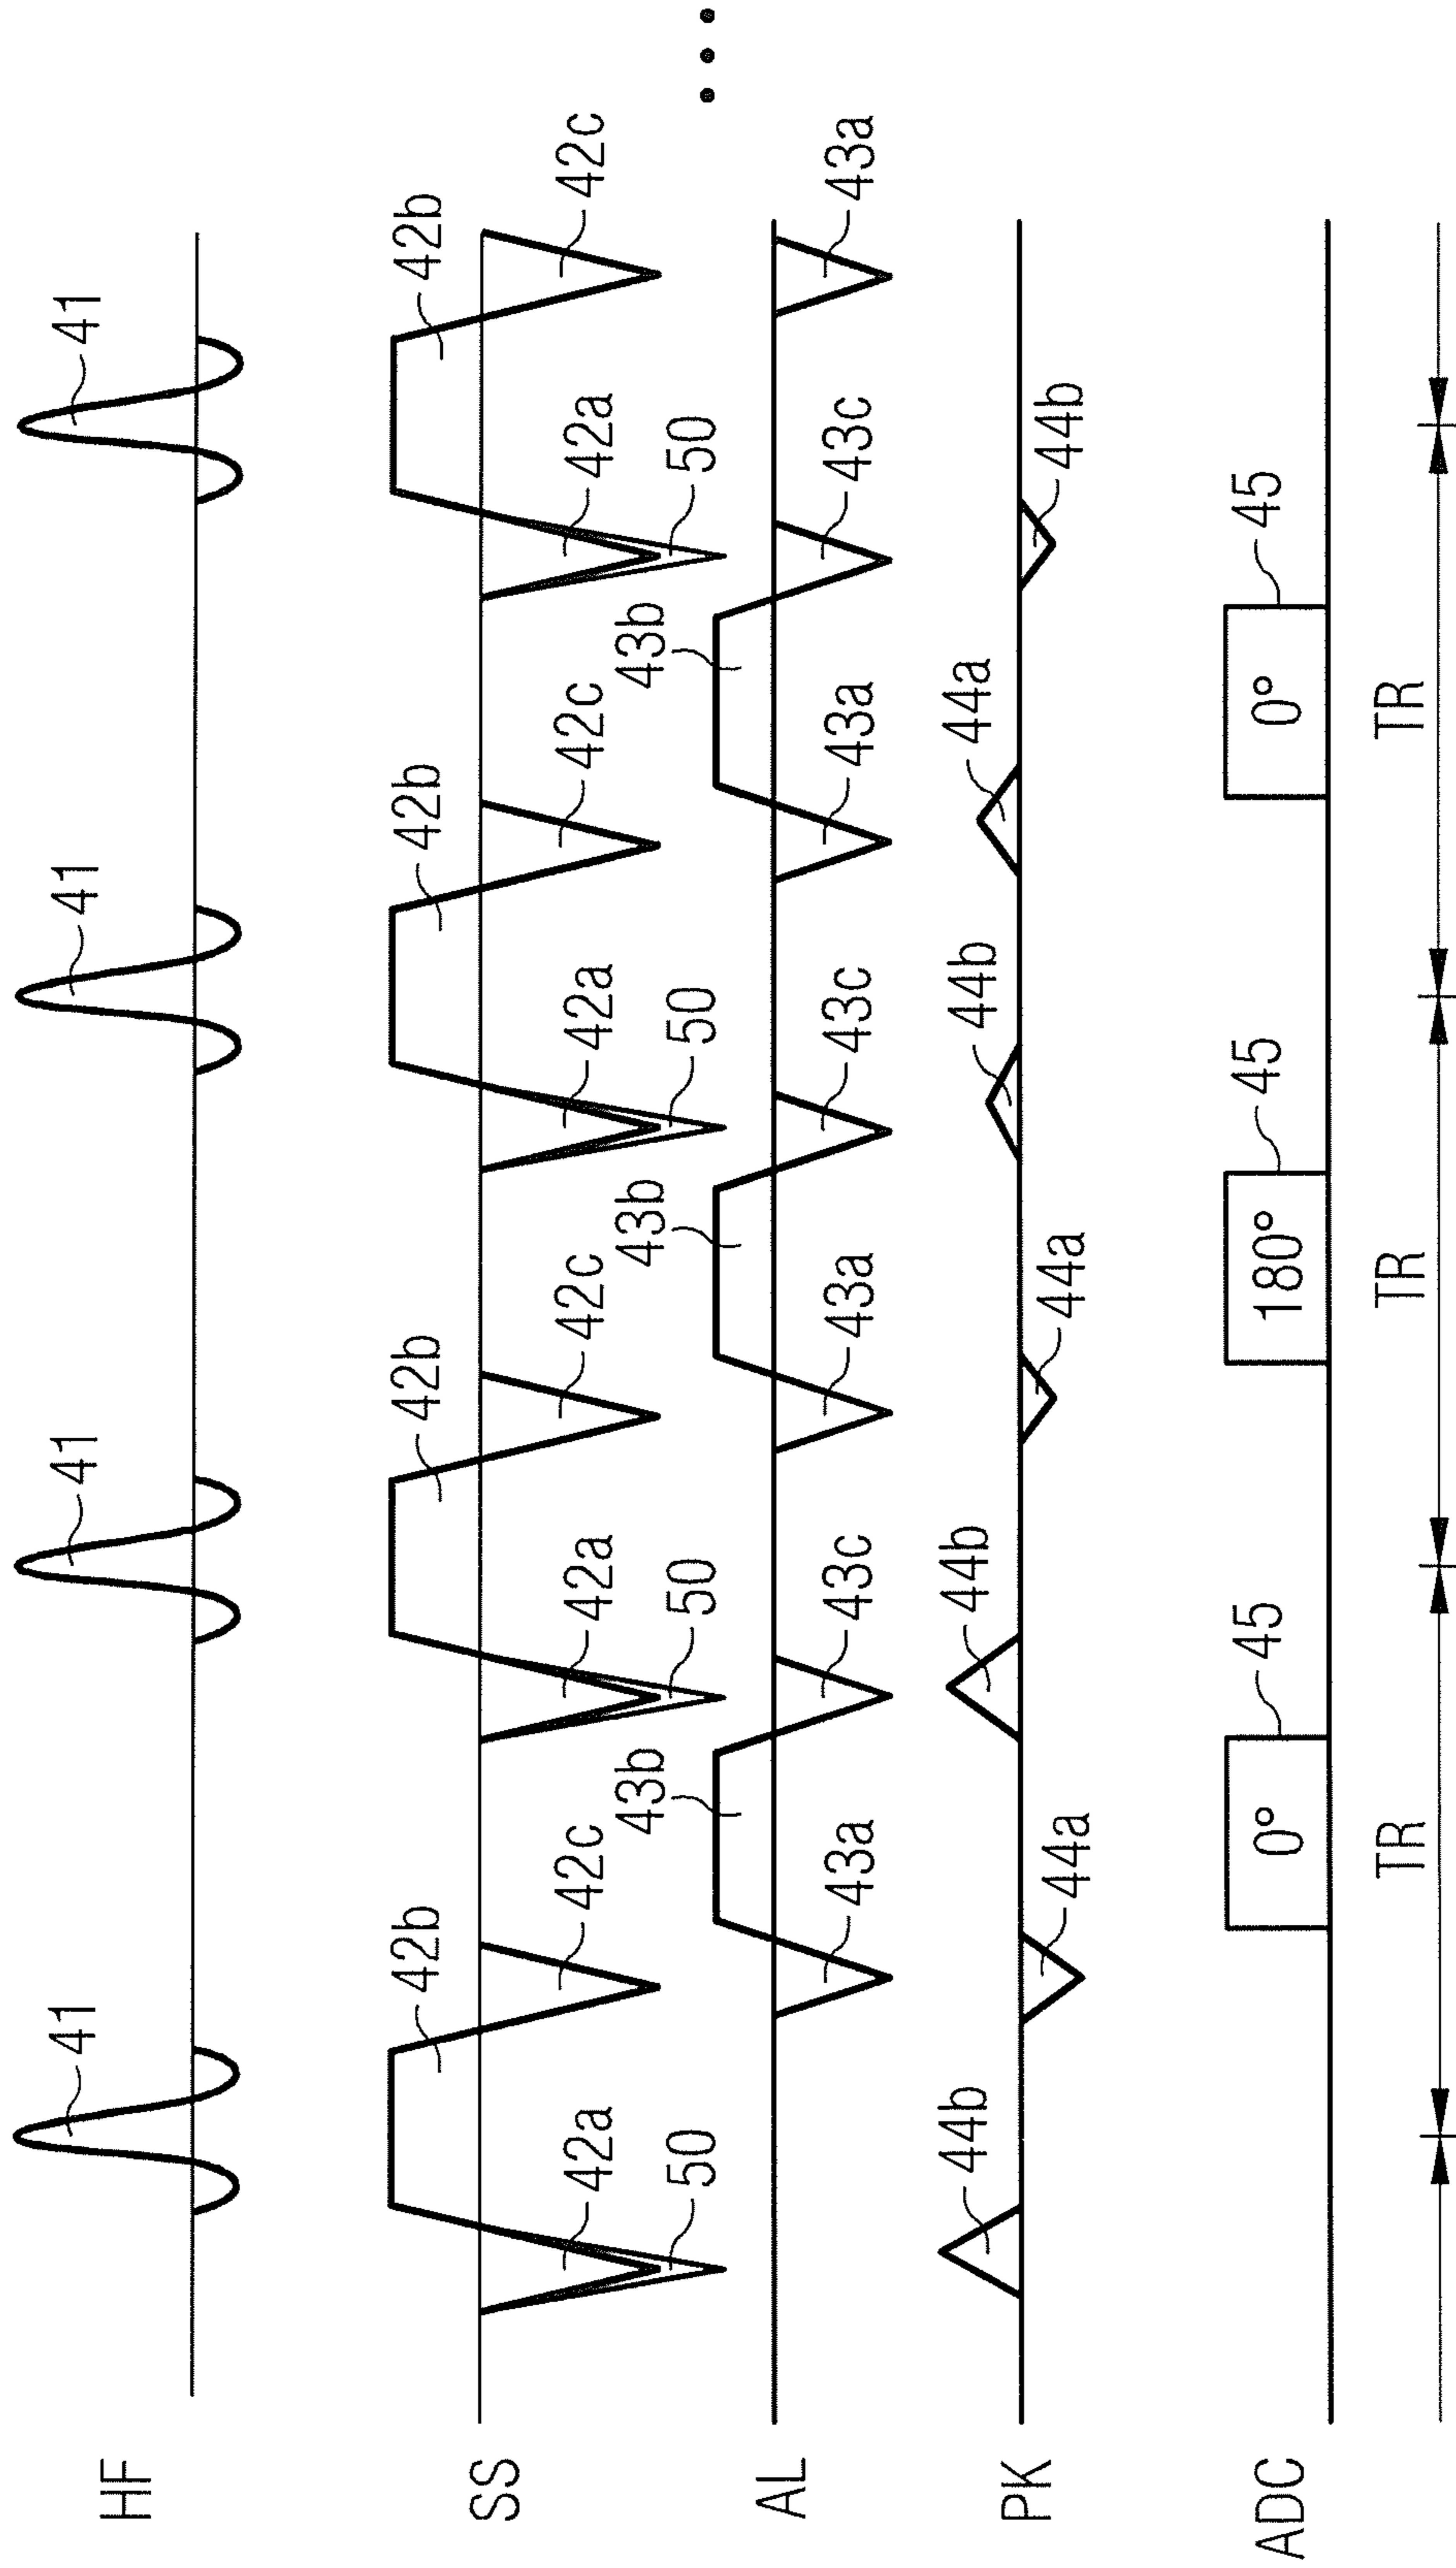 41 41 41 41
HF
42b 42b 42b 42b
SS
42a 42c 42a 42c 42a 42c 42a 42c
43b 43b 43b
50 50 50 50
AL
43a 43c 43a 43c 43a 43c 43a
44b 44b 44b 44a
PK
44a 44a 44b
45 45 45
ADC 0° 180° 0°
TR TR TR